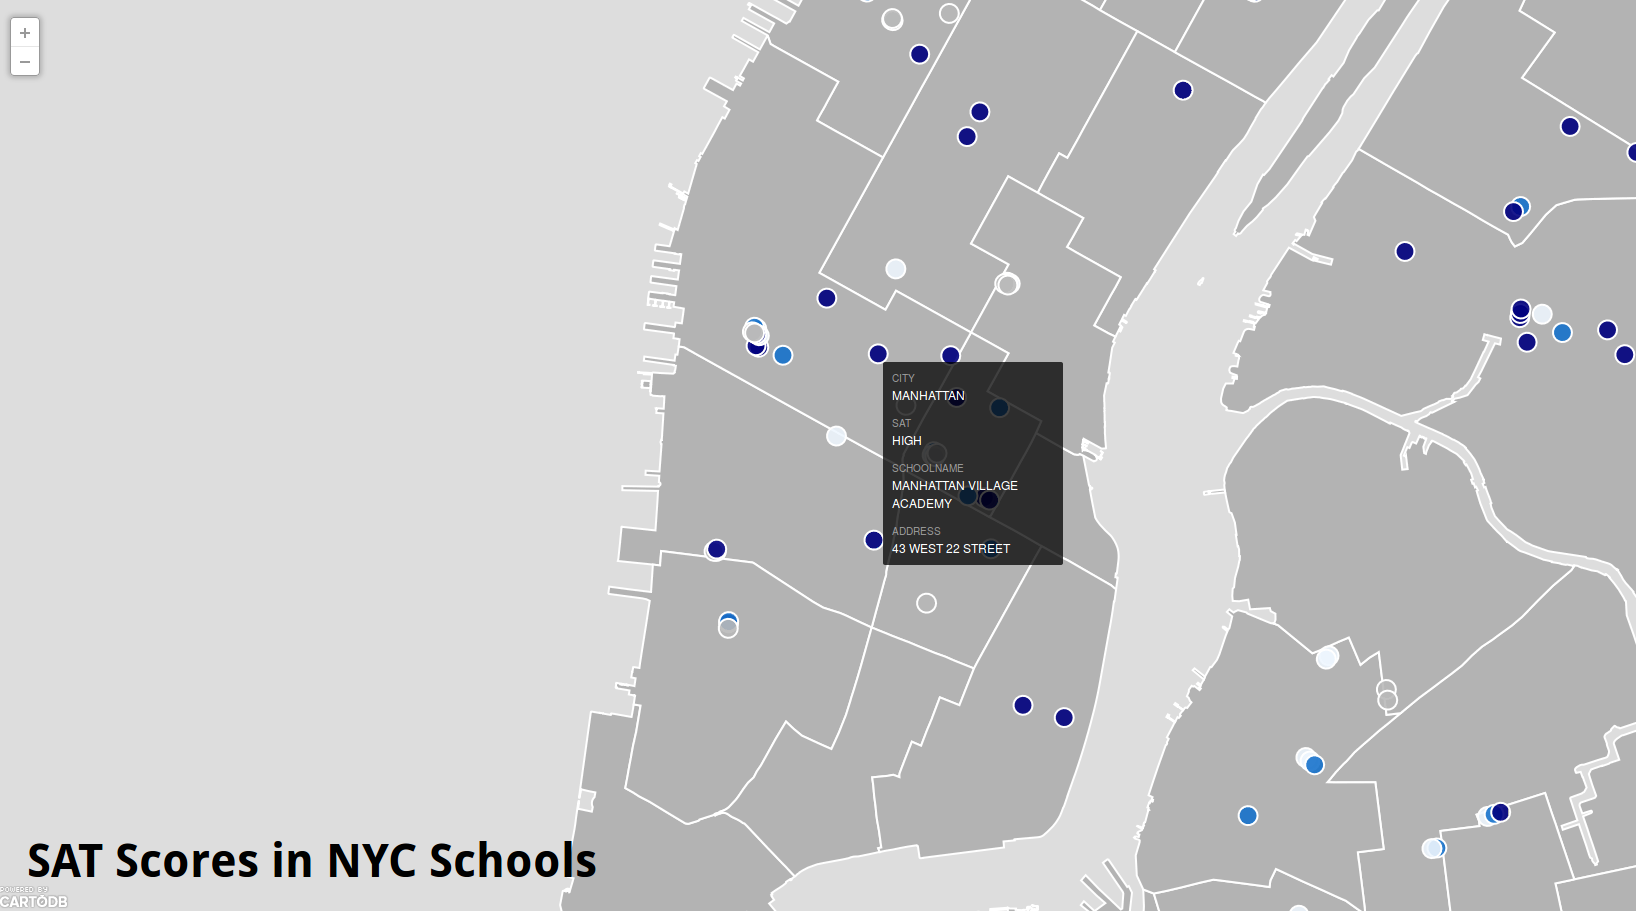 +
−
CITY
MANHATTAN
SAT
HIGH
SCHOOLNAME
MANHATTAN VILLAGE
ACADEMY
ADDRESS
43 WEST 22 STREET
SAT Scores in NYC Schools
POWERED BY
CARTODB